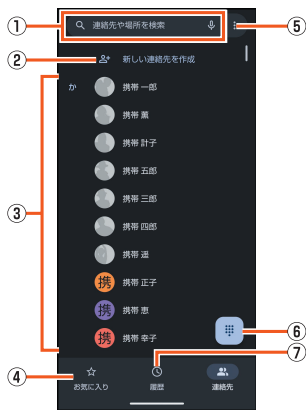 ①
連絡先や場所を検索
⑤
②
新しい連絡先を作成
③
か
携帯 一郎
携帯 薫
携帯 計子
携帯 五郎
携帯 三郎
携帯 四郎
携帯 遥
携 携帯 正子
携 携帯 恵
携 携帯 幸子
⑥
⑦
④
お気に入り
履歴
連絡先